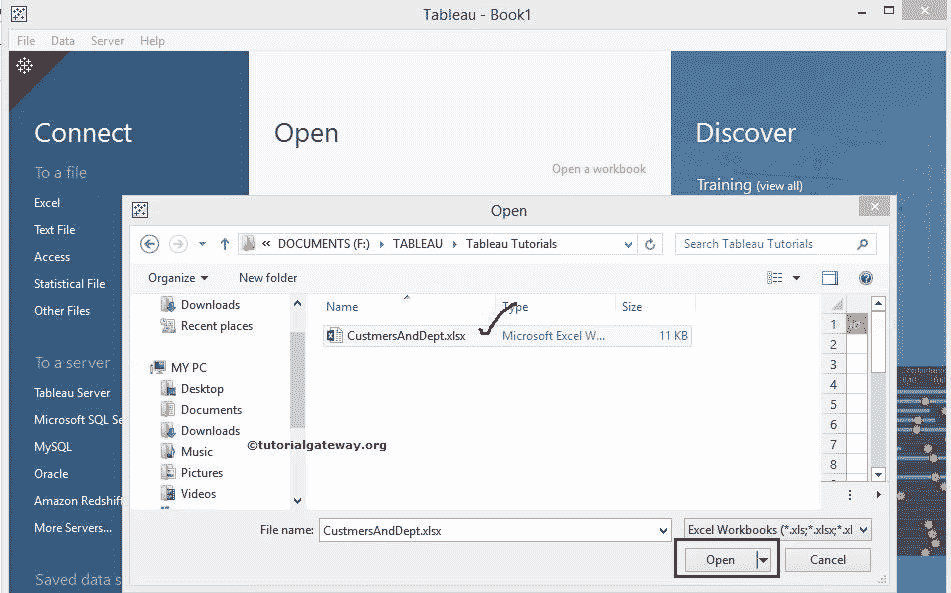 Tableau - Book1
File Data Server Help
Connect
To a file
Excel
Text File
Access
Statistical File
Other Files
To a server
Tableau Server
Microsoft SQL Se
MySQL
Oracle
Amazon Redshift
More Servers...
Saved data s
Open
Open a workbook
Discover
Training (view all)
Open
« DOCUMENTS (F:) TABLEAU Tableau Tutorials
Search Tableau Tutorials
Organize New folder
Downloads
Recent places
MY PC
Desktop
Documents
Downloads
Music
Pictures
Videos
Name Type Size
CustmersAndDept.xlsx Microsoft Excel W... 11 KB
1
2
3
4
5
6
7
8
©tutorialgateway.org
File name: CustmersAndDept.xlsx Excel Workbooks (*.xls;*.xlsx;*.xl
Open Cancel